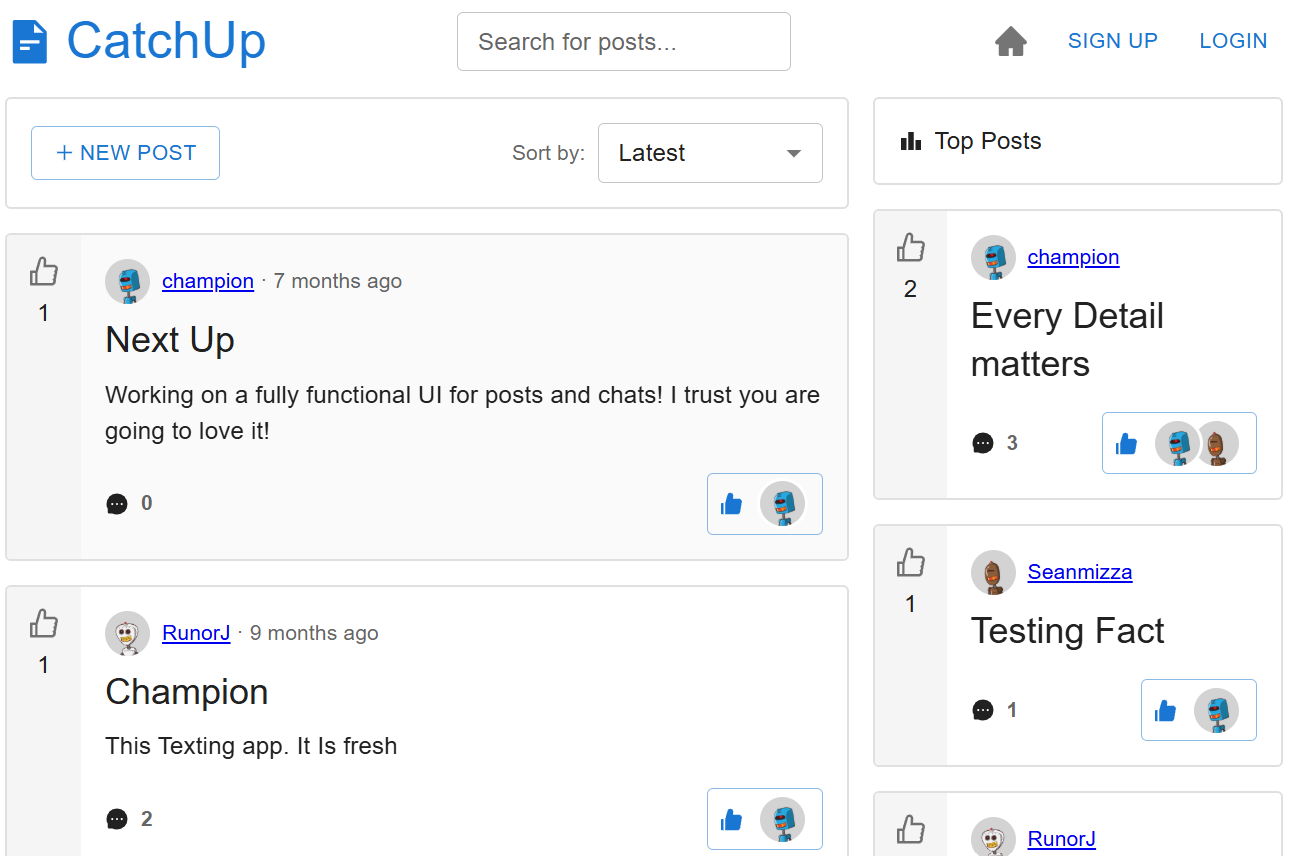 CatchUp
Search for posts...
SIGN UP
LOGIN
+ NEW POST
Sort by:
Latest
1
champion · 7 months ago
Next Up
Working on a fully functional UI for posts and chats! I trust you are
going to love it!
0
1
RunorJ · 9 months ago
Champion
This Texting app. It Is fresh
2
Top Posts
2
champion
Every Detail
matters
3
1
Seanmizza
Testing Fact
1
RunorJ